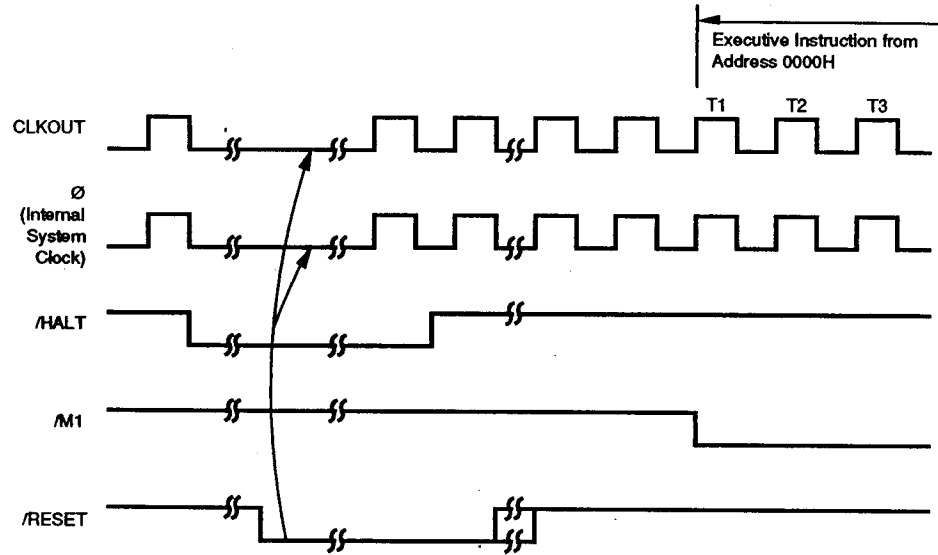 Executive Instruction from
Address 0000H
T1 T2 T3
CLKOUT
Ø
(Internal
System
Clock)
/HALT
/M1
/RESET